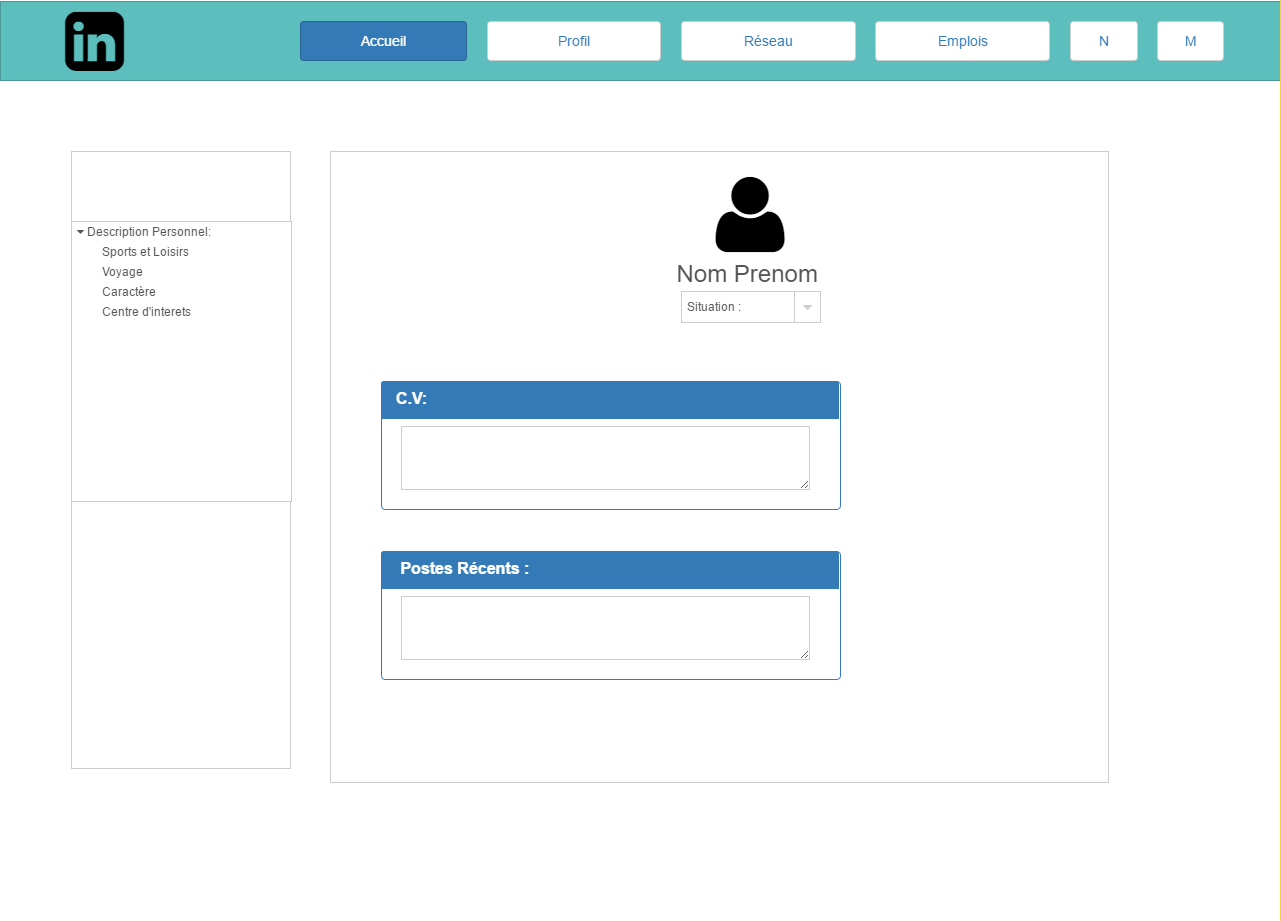 in
Accueil
Profil
Réseau
Emplois
N
M
Description Personnel:
Sports et Loisirs
Voyage
Caractère
Centre d'interets
Nom Prenom
Situation :
C.V:
Postes Récents :